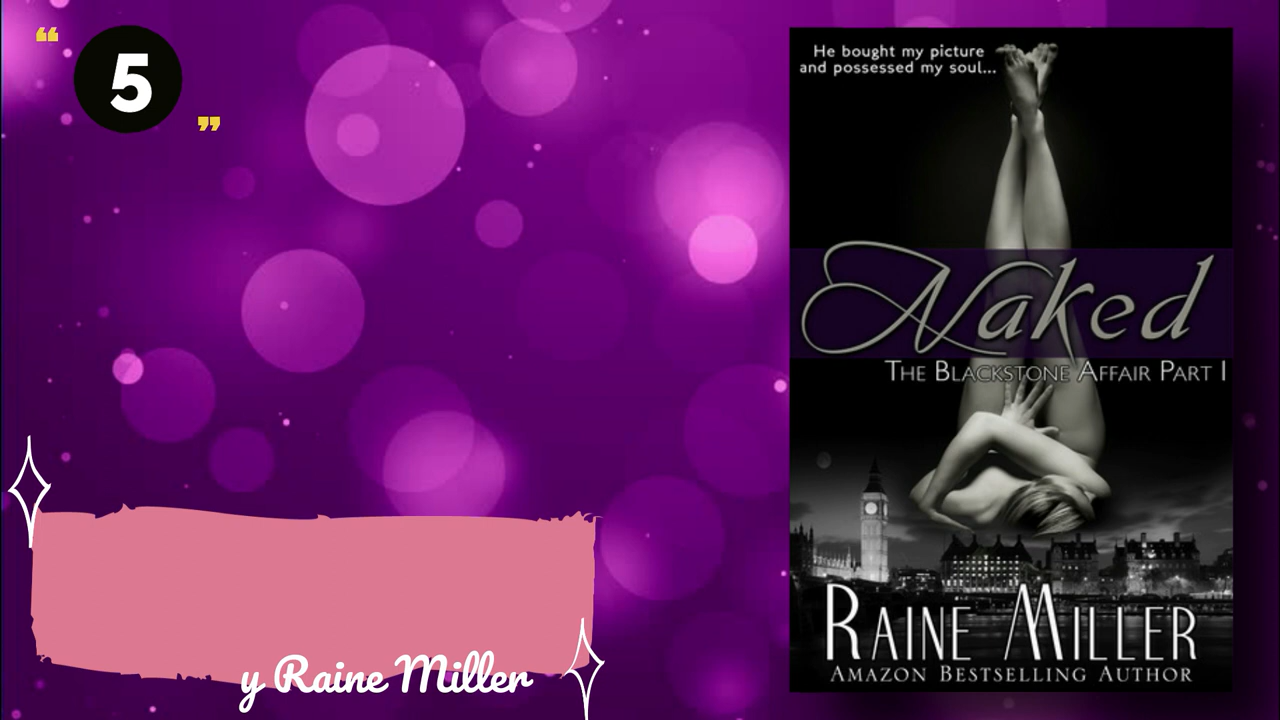 ❝
5
❞
He bought my picture
and possessed my soul...
Naked
The Blackstone Affair Part I
Raine Miller
Amazon Bestselling Author
y Raine Miller